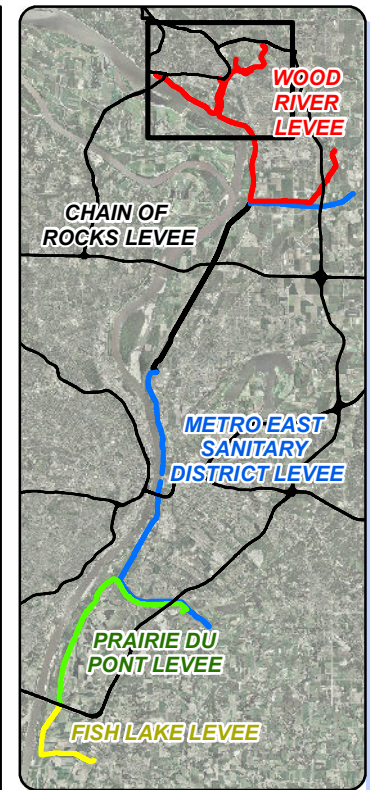 WOOD
RIVER
LEVEE
CHAIN OF
ROCKS LEVEE
METRO EAST
SANITARY
DISTRICT LEVEE
PRAIRIE DU
PONT LEVEE
FISH LAKE LEVEE